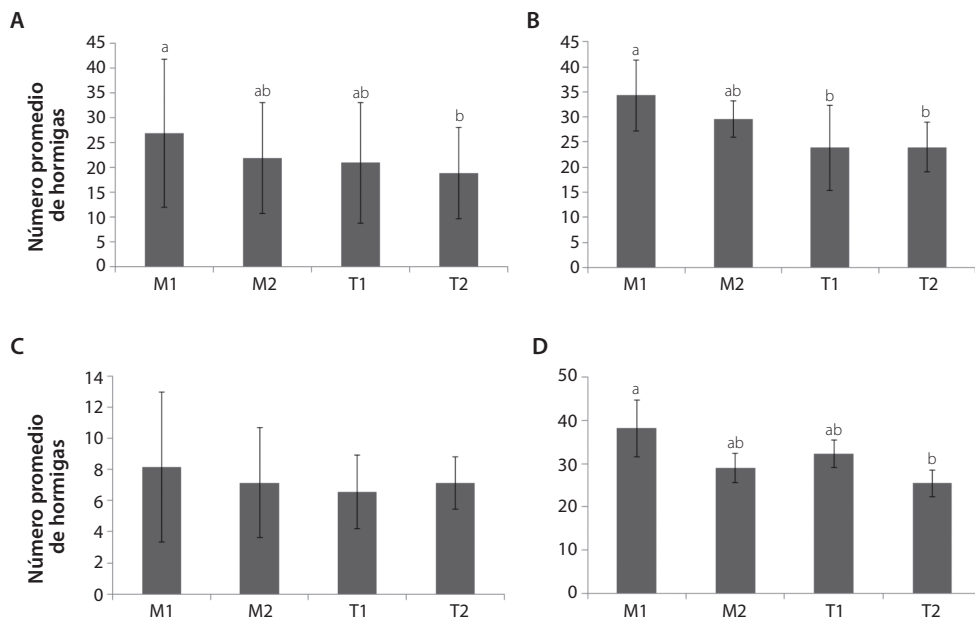 A
Número promedio
de hormigas
45
40
35
30
25
20
15
10
5
0
a
ab
ab
b
M1 M2 T1 T2
B
45
40
35
30
25
20
15
10
5
0
a
ab
b
b
M1 M2 T1 T2
C
Número promedio
de hormigas
14
12
10
8
6
4
2
0
M1 M2 T1 T2
D
50
40
30
20
10
0
a
ab
ab
b
M1 M2 T1 T2